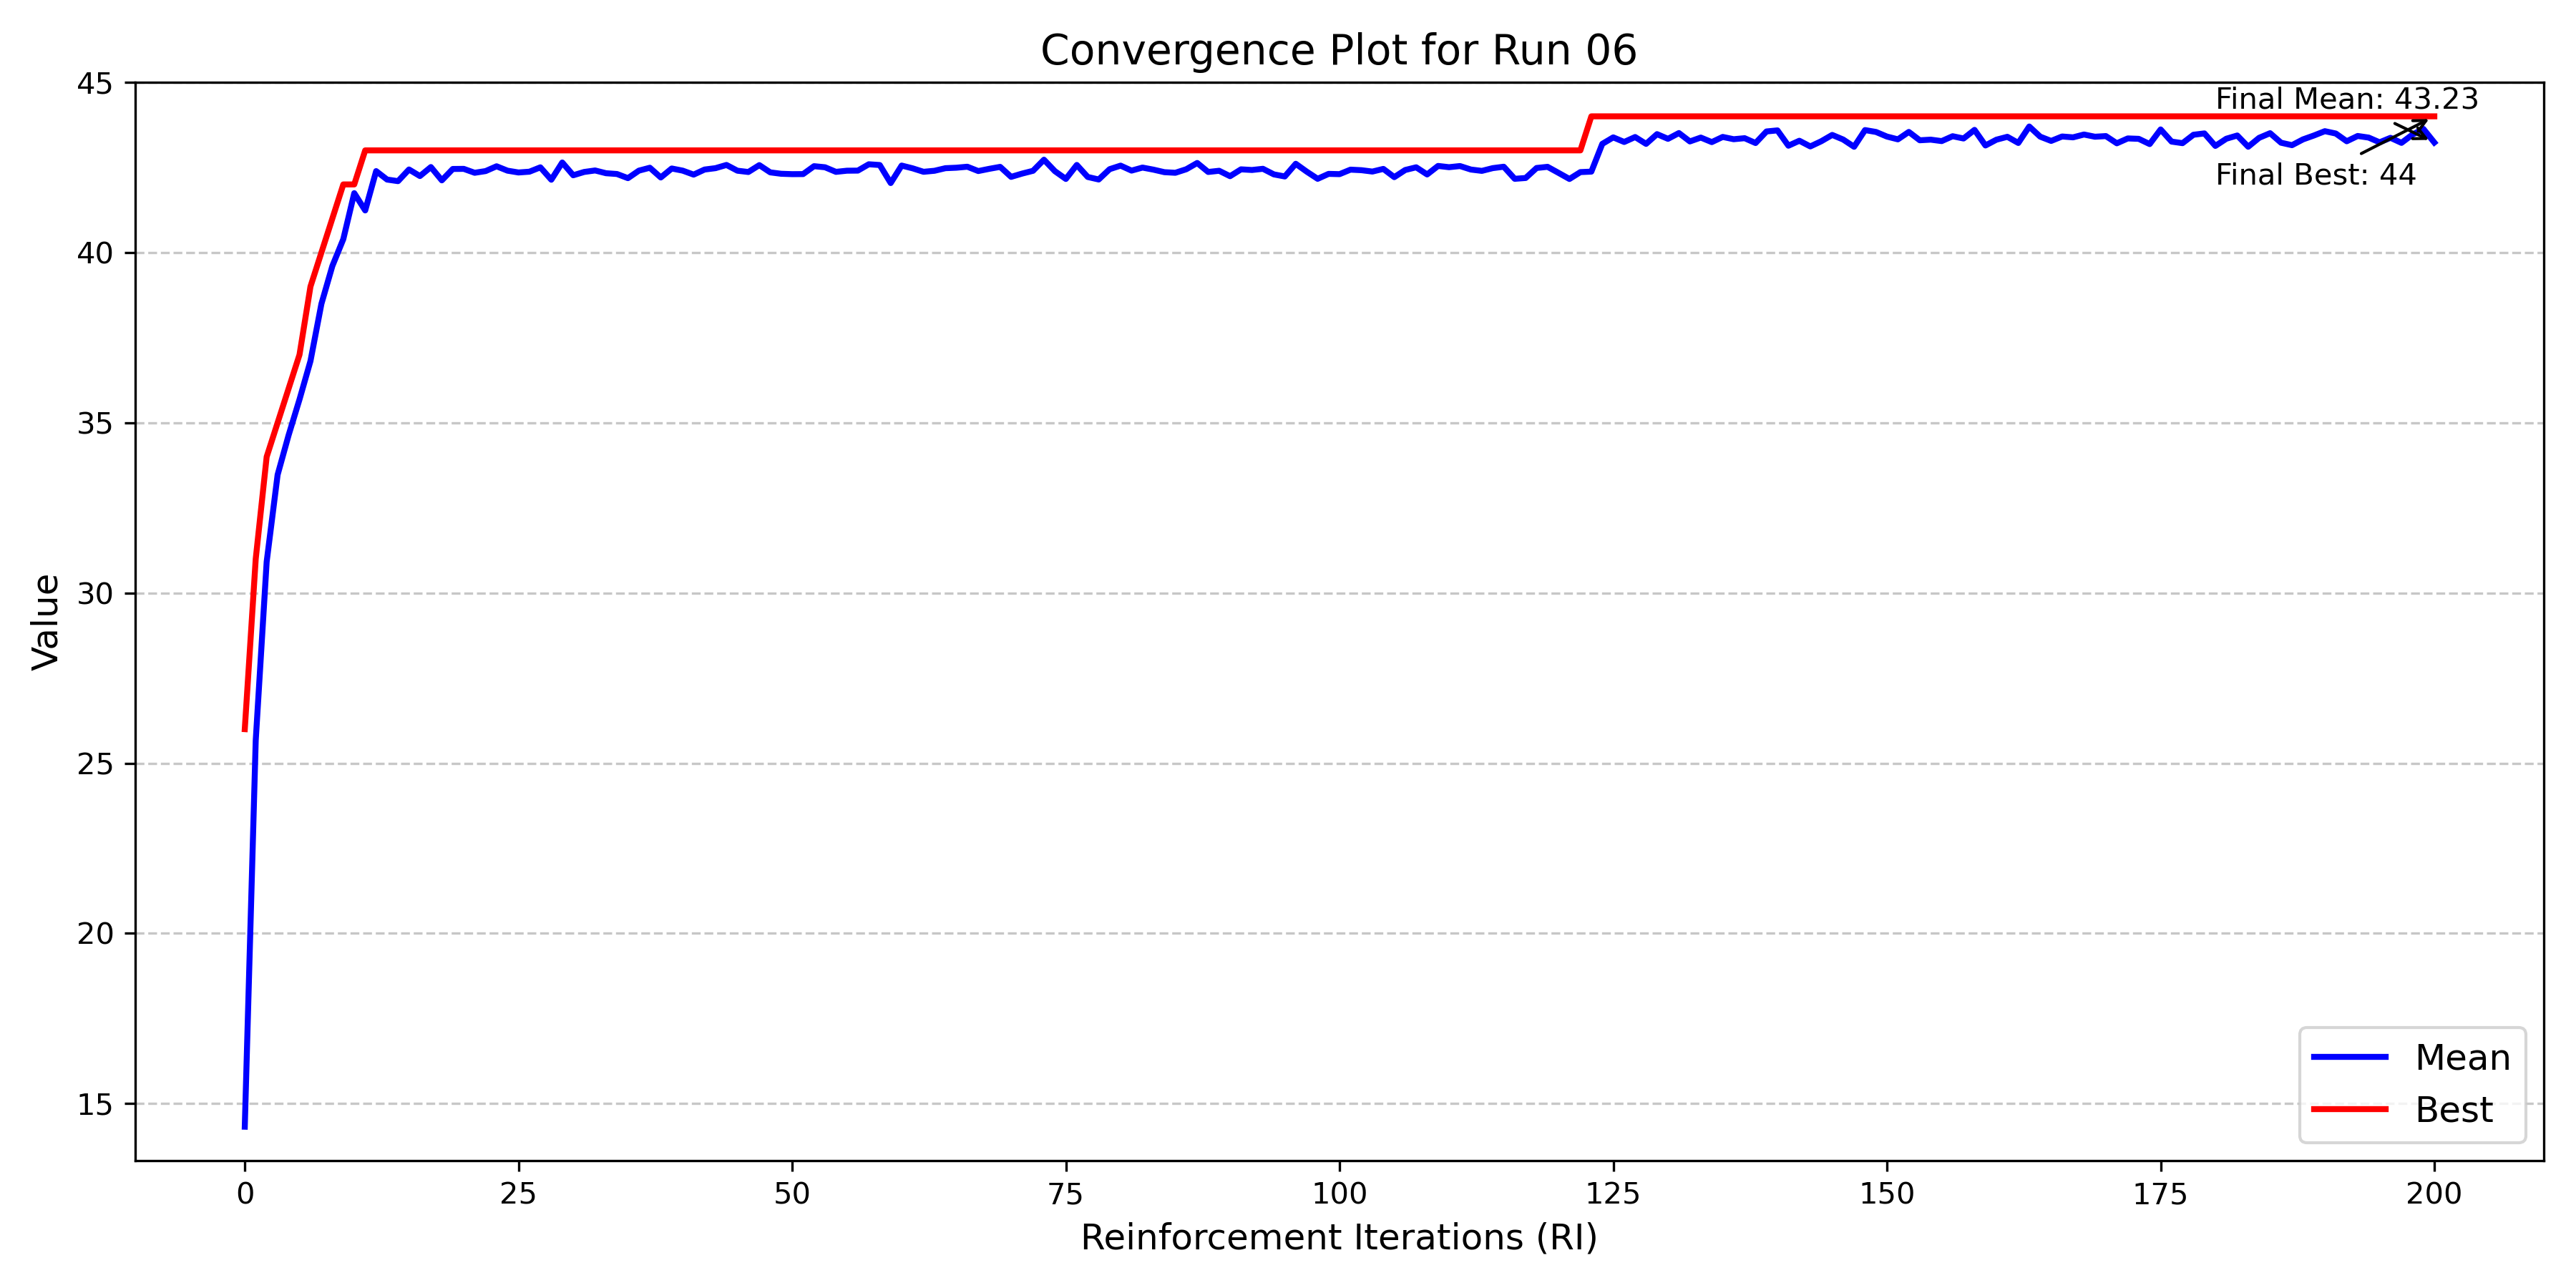 Convergence Plot for Run 06
45
40
35
30
25
20
15
Value
Final Mean: 43.23
Final Best: 44
Mean
Best
0 25 50 75 100 125 150 175 200
Reinforcement Iterations (RI)